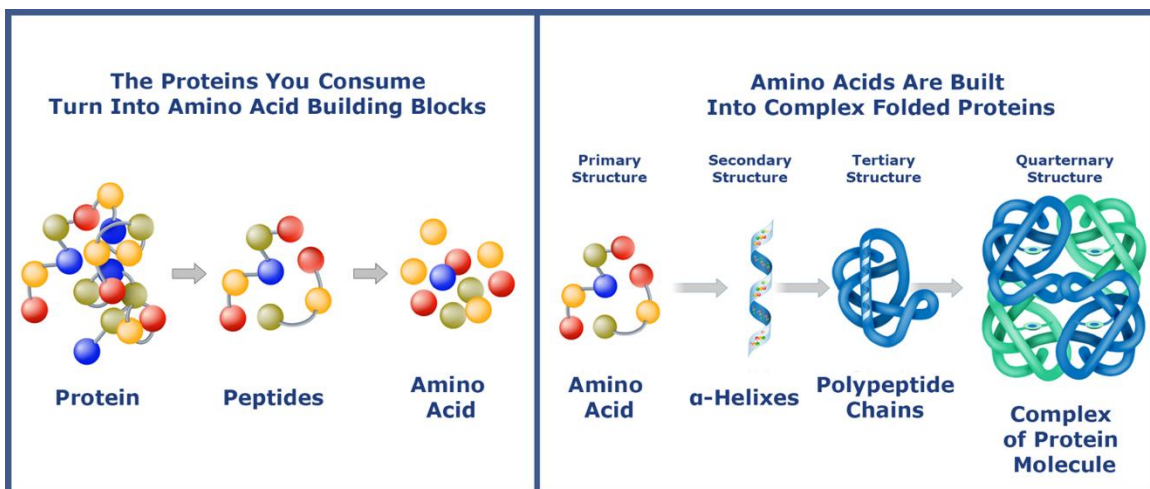 The Proteins You Consume
Turn Into Amino Acid Building Blocks
Protein
Peptides
Amino
Acid
Amino Acids Are Built
Into Complex Folded Proteins
Primary
Structure
Secondary
Structure
Tertiary
Structure
Quarternary
Structure
Amino
Acid
α-Helixes
Polypeptide
Chains
Complex
of Protein
Molecule